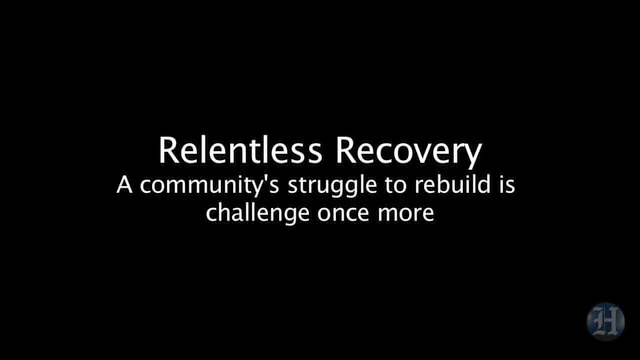 Relentless Recovery
A community's struggle to rebuild is
challenge once more
H